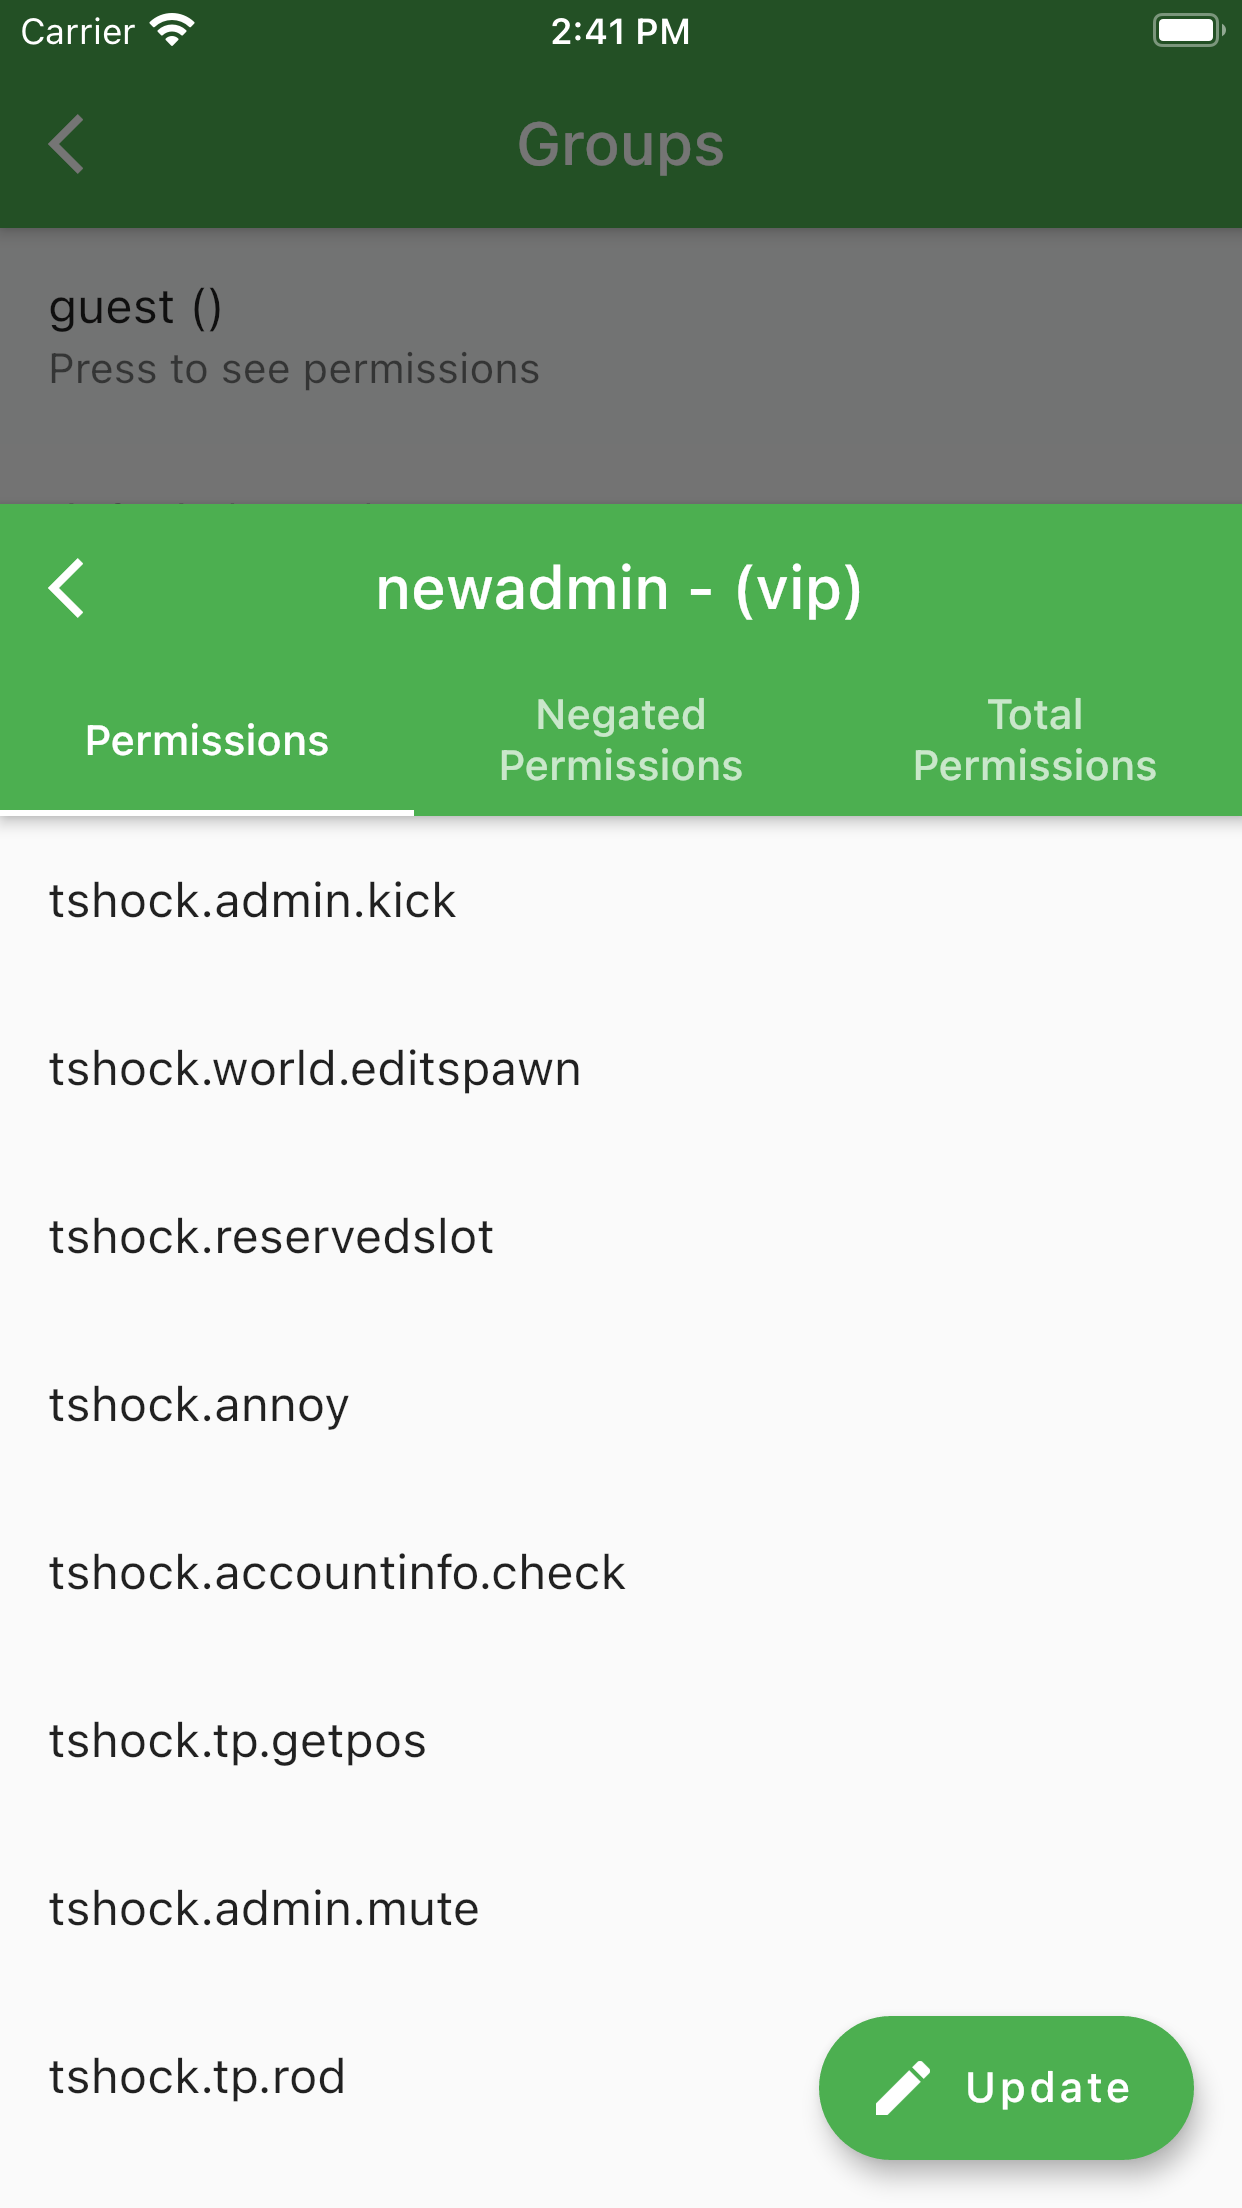 Carrier 2:41 PM
Groups
guest ()
Press to see permissions
newadmin - (vip)
Permissions
Negated
Permissions
Total
Permissions
tshock.admin.kick
tshock.world.editspawn
tshock.reservedslot
tshock.annoy
tshock.accountinfo.check
tshock.tp.getpos
tshock.admin.mute
tshock.tp.rod
Update